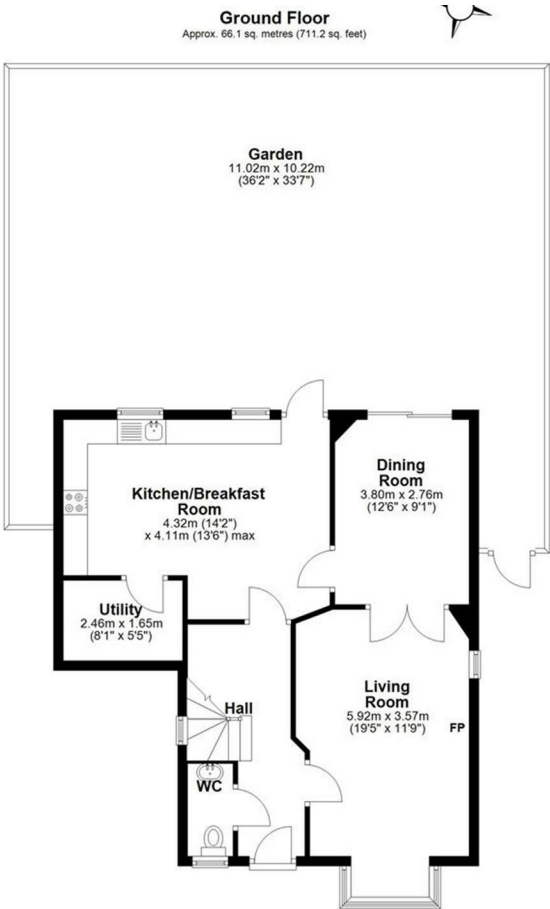 Ground Floor
Approx. 66.1 sq. metres (711.2 sq. feet)
Garden
11.02m x 10.22m
(36'2" x 33'7")
Kitchen/Breakfast
Room
4.32m (14'2")
x 4.11m (13'6") max
Dining
Room
3.80m x 2.76m
(12'6" x 9'1")
Utility
2.46m x 1.65m
(8'1" x 5'5")
Hall
Living
Room
5.92m x 3.57m
(19'5" x 11'9")
FP
WC